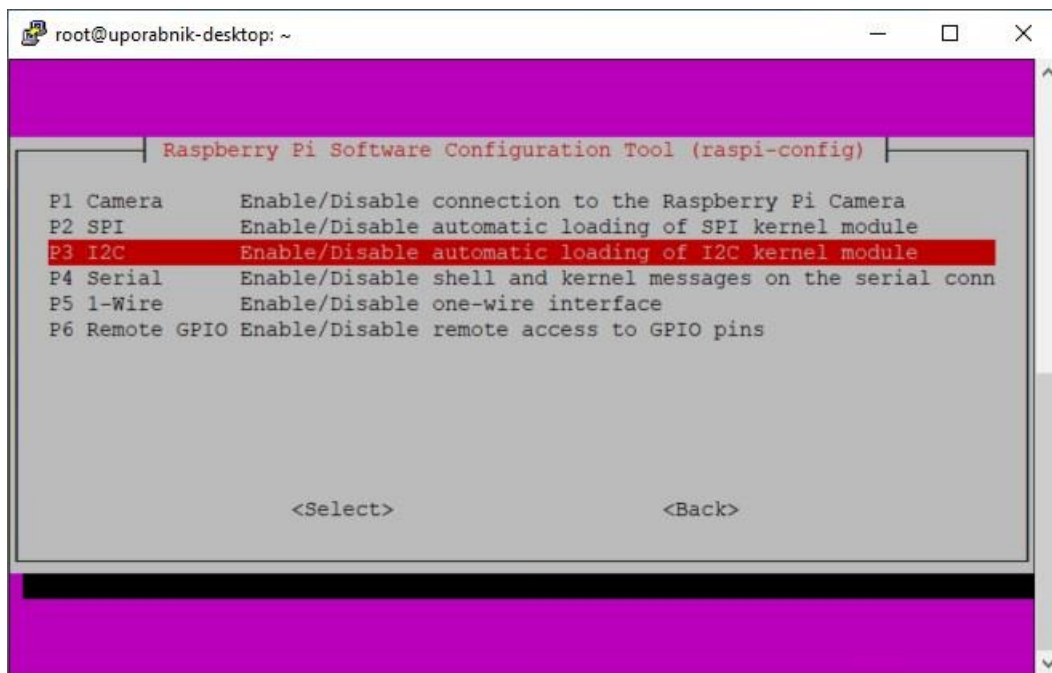 root@uporabnik-desktop: ~
Raspberry Pi Software Configuration Tool (raspi-config)
P1 Camera Enable/Disable connection to the Raspberry Pi Camera
P2 SPI Enable/Disable automatic loading of SPI kernel module
P3 I2C Enable/Disable automatic loading of I2C kernel module
P4 Serial Enable/Disable shell and kernel messages on the serial conn
P5 1-Wire Enable/Disable one-wire interface
P6 Remote GPIO Enable/Disable remote access to GPIO pins
<Select> <Back>